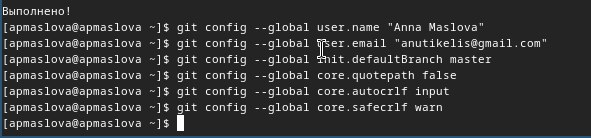 Выполнено!
[apmaslova@apmaslova ~]$ git config --global user.name "Anna Maslova"
[apmaslova@apmaslova ~]$ git config --global user.email "anutikelis@gmail.com"
[apmaslova@apmaslova ~]$ git config --global init.defaultBranch master
[apmaslova@apmaslova ~]$ git config --global core.quotepath false
[apmaslova@apmaslova ~]$ git config --global core.autocrlf input
[apmaslova@apmaslova ~]$ git config --global core.safecrlf warn
[apmaslova@apmaslova ~]$